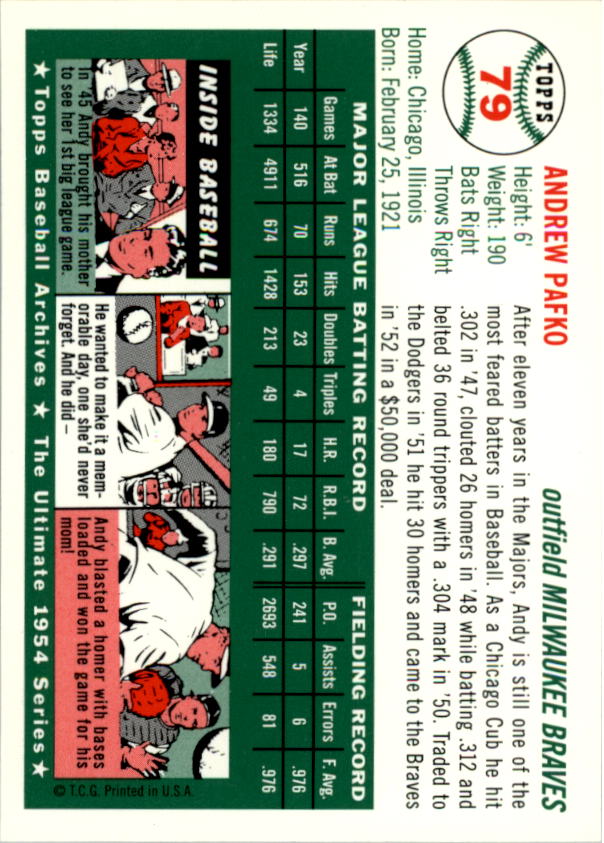 TOPPS
79
ANDREW PAFKO
outfield MILWAUKEE BRAVES
Height: 6'
Weight: 190
Bats Right
Throws Right
Home: Chicago, Illinois
Born: February 25, 1921
After eleven years in the Majors, Andy is still one of the
most feared batters in Baseball. As a Chicago Cub he hit
.302 in '47, clouted 26 homers in '48 while batting .312 and
belted 36 round trippers with a .304 mark in '50. Traded to
the Dodgers in '51 he hit 30 homers and came to the Braves
in '52 in a $50,000 deal.
MAJOR LEAGUE BATTING RECORD FIELDING RECORD
Games At Bat Runs Hits Doubles Triples H.R. R.B.I. B. Avg. P.O. Assists Errors F. Avg.
Year 140 516 70 153 23 4 17 72 .297 241 5 6 .976
Life 1334 4911 674 1428 213 49 180 790 .291 2693 548 81 .976
INSIDE BASEBALL
In '45 Andy brought his mother
to see her 1st big league game.
He wanted to make it a mem-
orable day, one she'd never
forget. And he did —
Andy blasted a homer with bases
loaded and won the game for his
mom!
© T.C.G. Printed in U.S.A.
★ Topps Baseball Archives ★ The Ultimate 1954 Series ★